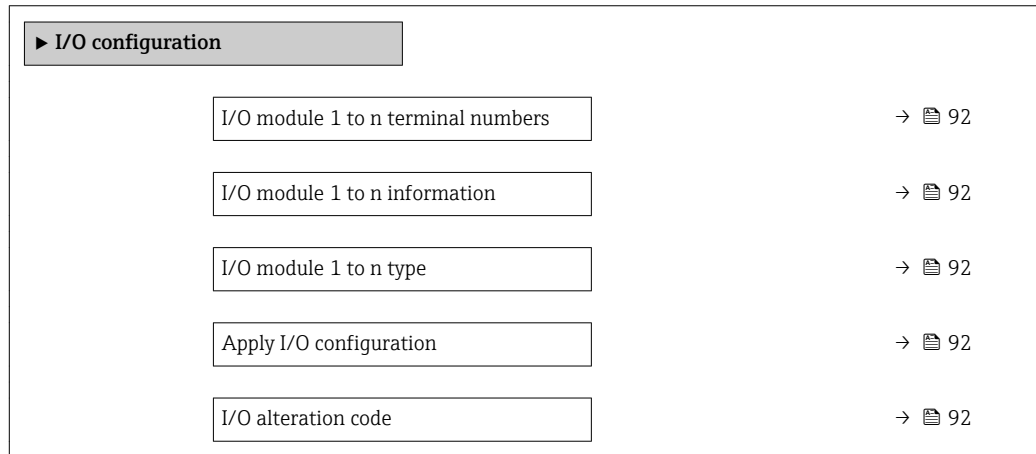 ► I/O configuration
I/O module 1 to n terminal numbers → 92
I/O module 1 to n information → 92
I/O module 1 to n type → 92
Apply I/O configuration → 92
I/O alteration code → 92